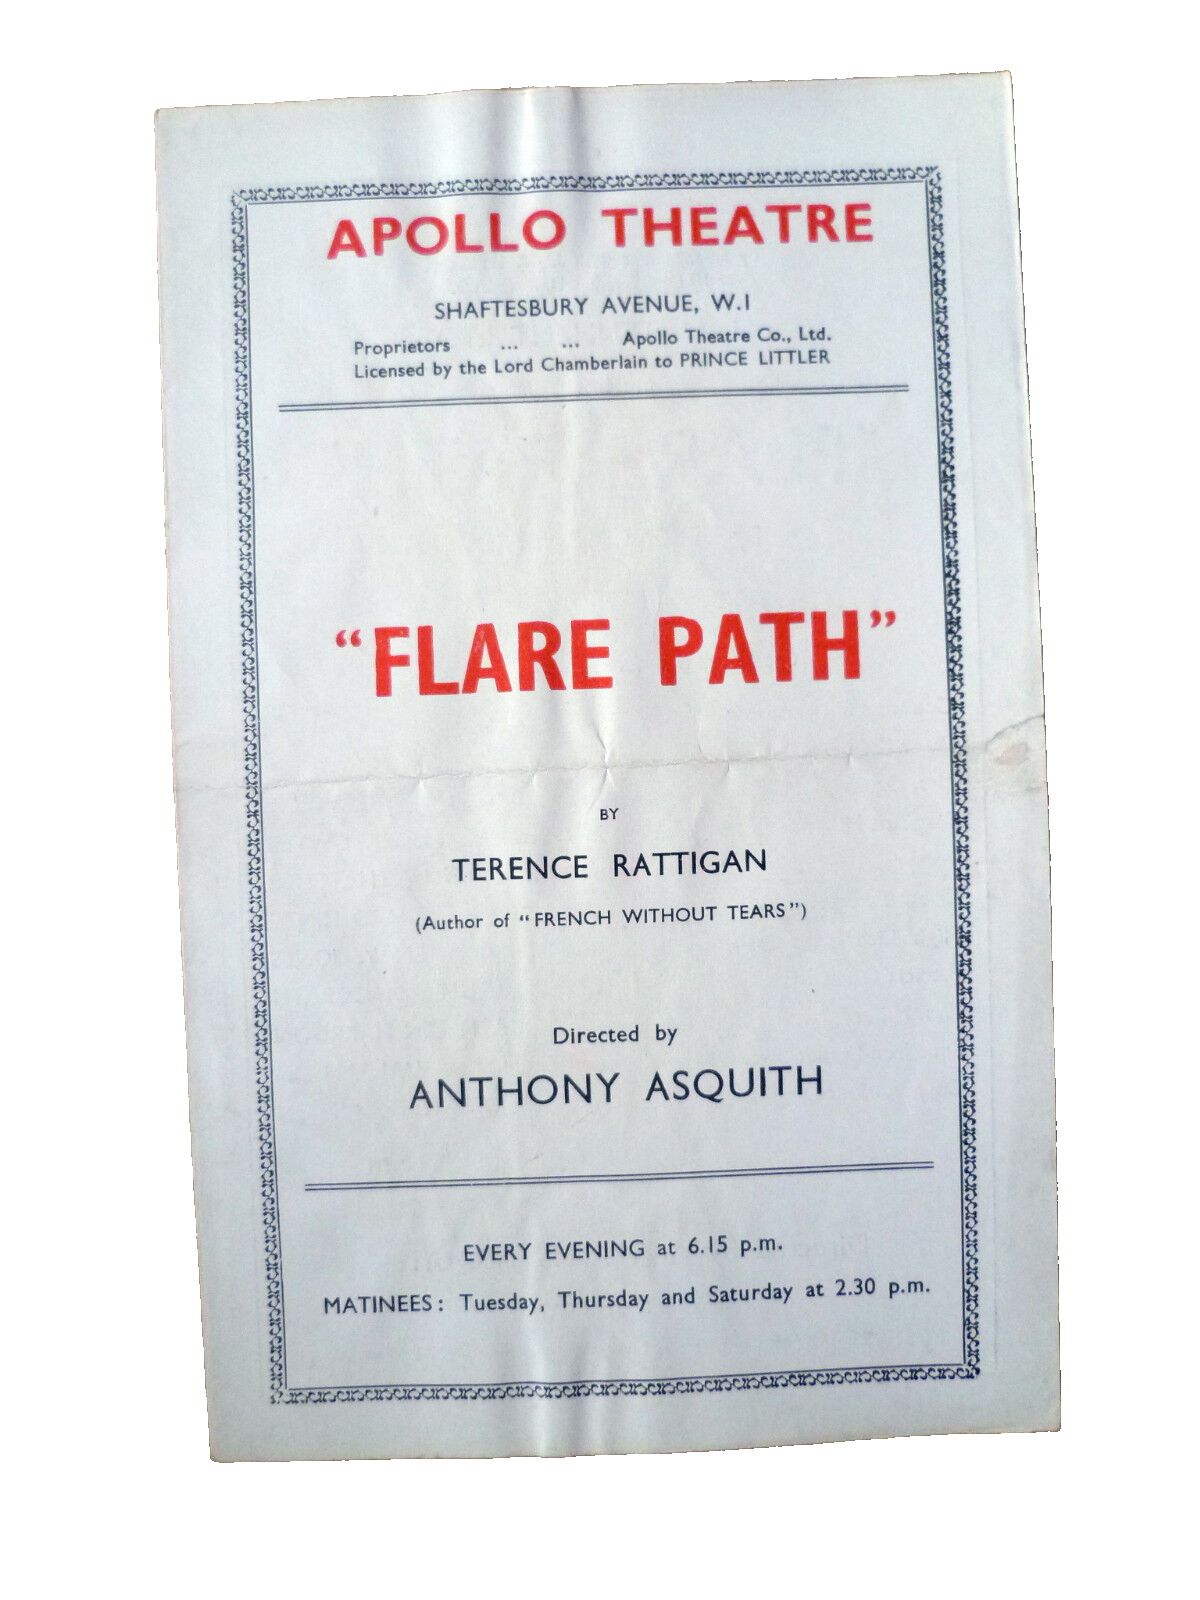 APOLLO THEATRE
SHAFTESBURY AVENUE, W.1
Proprietors ... ... Apollo Theatre Co., Ltd.
Licensed by the Lord Chamberlain to PRINCE LITTLER
“FLARE PATH”
BY
TERENCE RATTIGAN
(Author of “FRENCH WITHOUT TEARS”)
Directed by
ANTHONY ASQUITH
EVERY EVENING at 6.15 p.m.
MATINEES: Tuesday, Thursday and Saturday at 2.30 p.m.